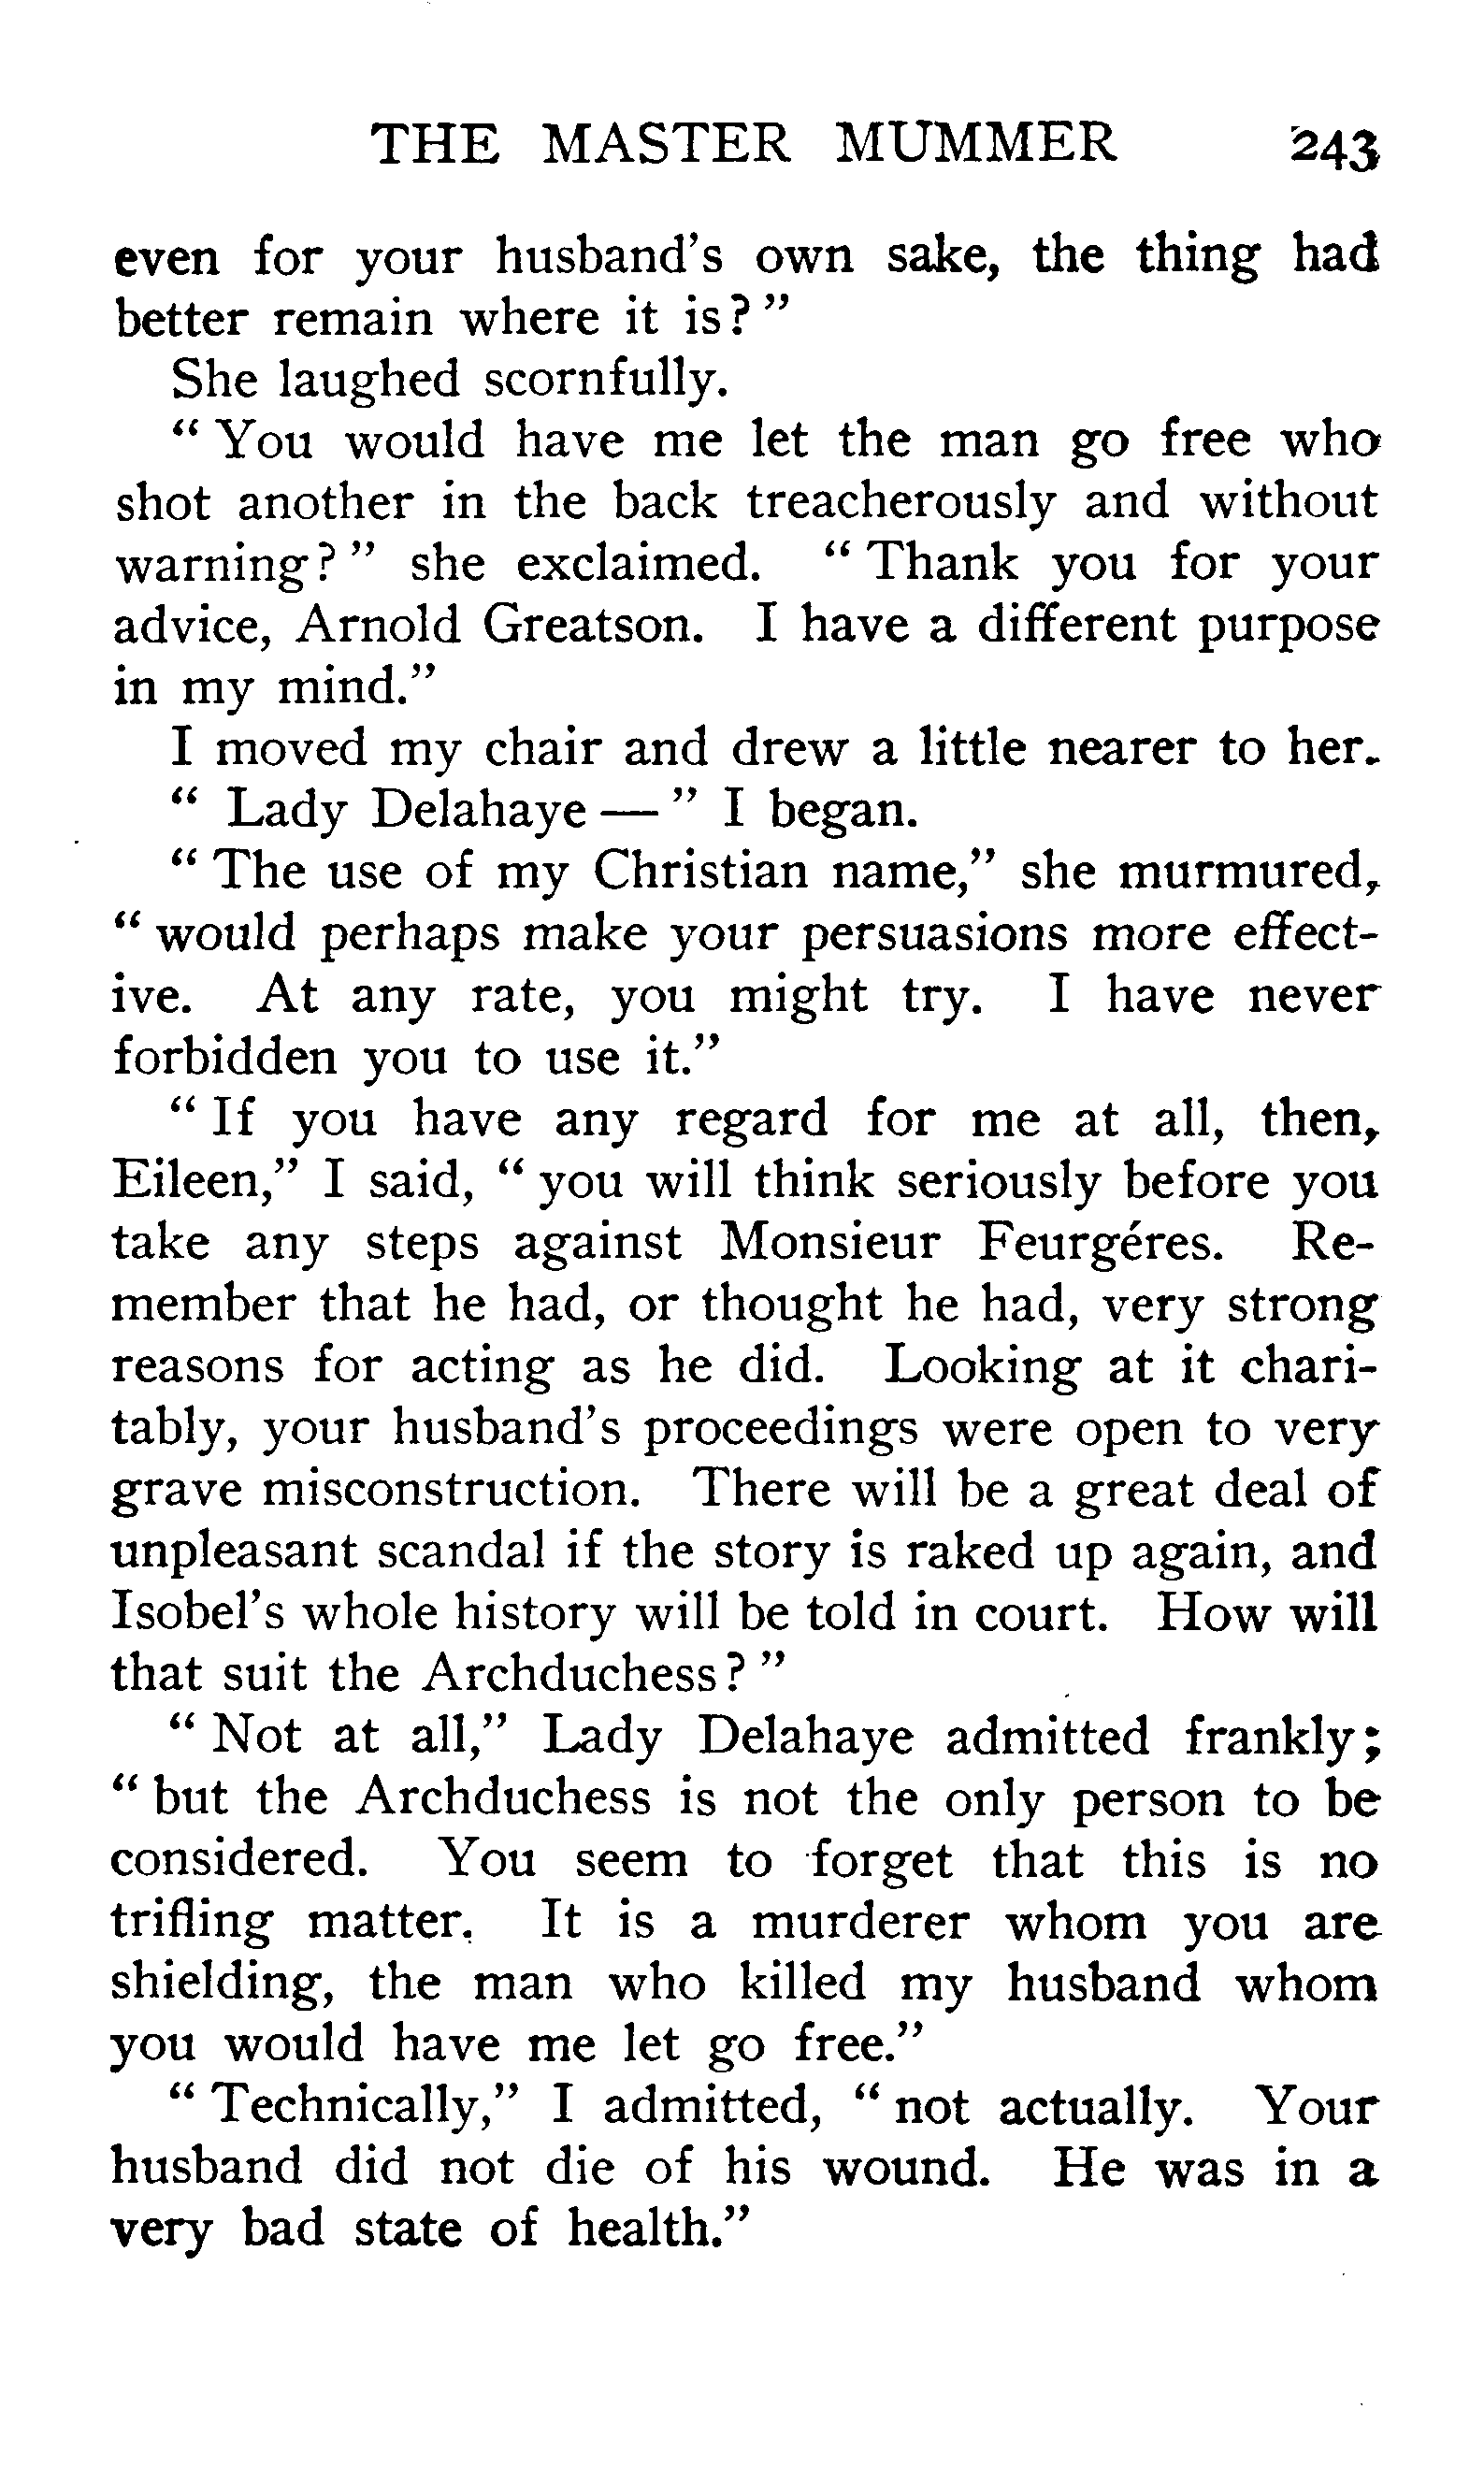 THE MASTER MUMMER 243
even for your husband's own sake, the thing had
better remain where it is?"
She laughed scornfully.
"You would have me let the man go free who
shot another in the back treacherously and without
warning?" she exclaimed. "Thank you for your
advice, Arnold Greatson. I have a different purpose
in my mind."
I moved my chair and drew a little nearer to her.
"Lady Delahaye—" I began.
"The use of my Christian name," she murmured,
"would perhaps make your persuasions more effect-
ive. At any rate, you might try. I have never
forbidden you to use it."
"If you have any regard for me at all, then,
Eileen," I said, "you will think seriously before you
take any steps against Monsieur Feurgéres. Re-
member that he had, or thought he had, very strong
reasons for acting as he did. Looking at it chari-
tably, your husband's proceedings were open to very
grave misconstruction. There will be a great deal of
unpleasant scandal if the story is raked up again, and
Isobel's whole history will be told in court. How will
that suit the Archduchess?"
"Not at all," Lady Delahaye admitted frankly;
"but the Archduchess is not the only person to be
considered. You seem to forget that this is no
trifling matter. It is a murderer whom you are
shielding, the man who killed my husband whom
you would have me let go free."
"Technically," I admitted, "not actually. Your
husband did not die of his wound. He was in a
very bad state of health."